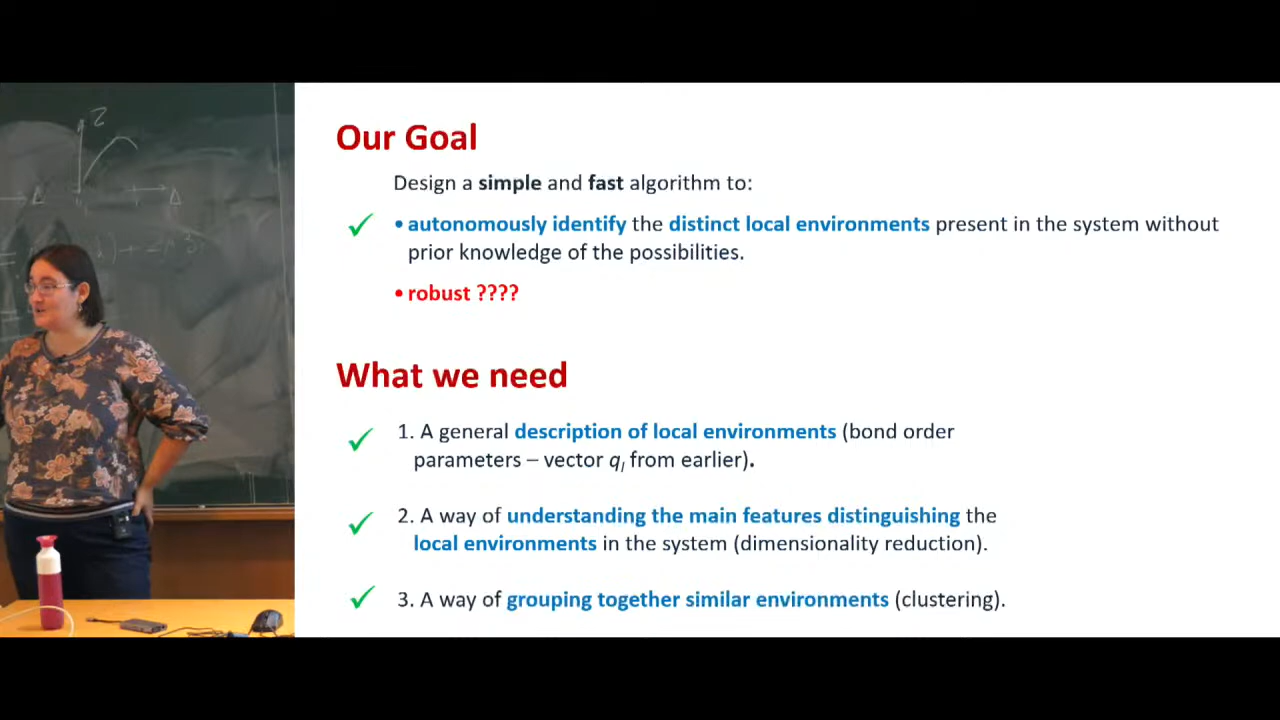 Our Goal
Design a simple and fast algorithm to:
✓ • autonomously identify the distinct local environments present in the system without
prior knowledge of the possibilities.
• robust ????
What we need
✓ 1. A general description of local environments (bond order
parameters – vector qₗ from earlier).
✓ 2. A way of understanding the main features distinguishing the
local environments in the system (dimensionality reduction).
✓ 3. A way of grouping together similar environments (clustering).